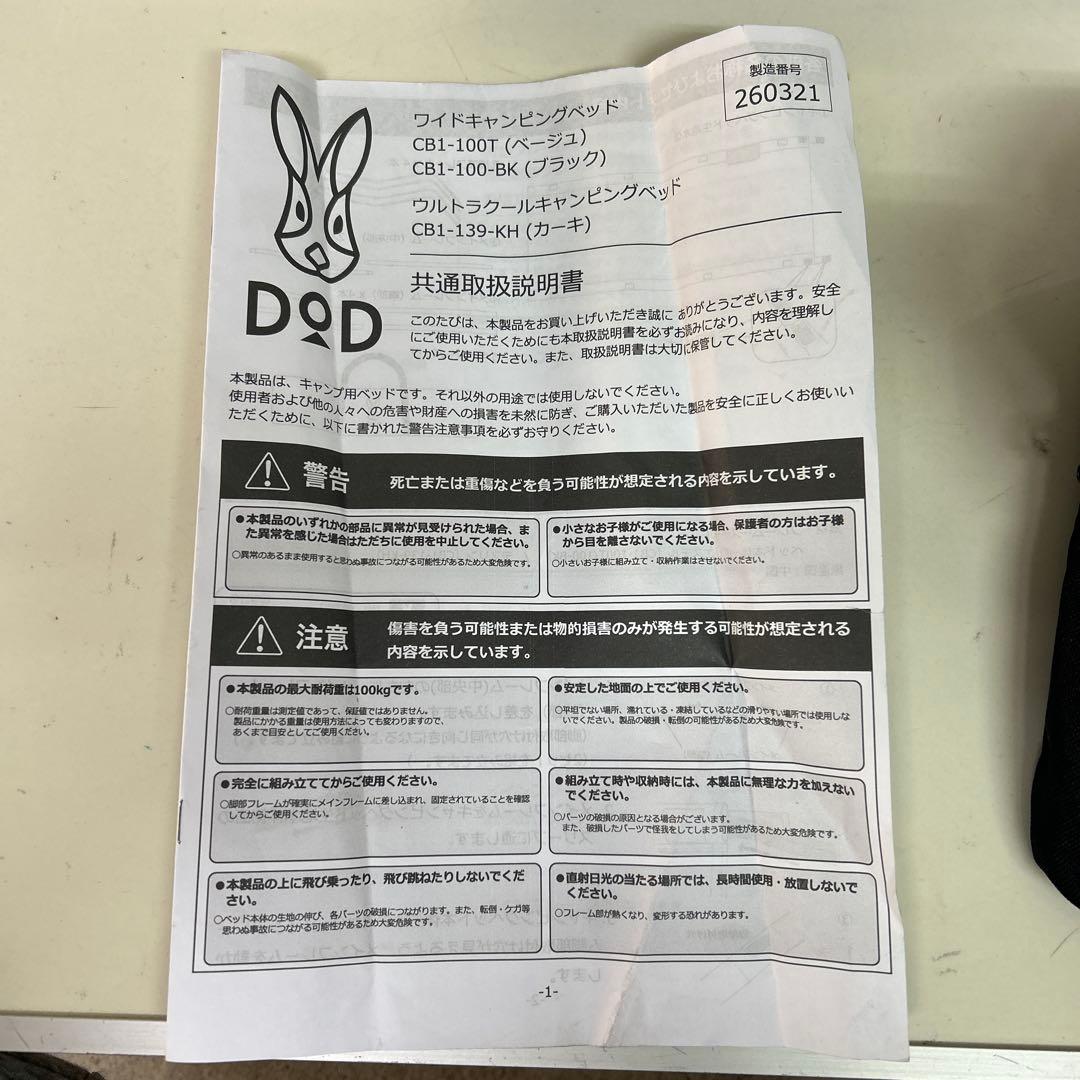 製造番号
260321
ワイドキャンピングベッド
CB1-100T (ベージュ)
CB1-100-BK (ブラック)
ウルトラクールキャンピングベッド
CB1-139-KH (カーキ)
DOD
共通取扱説明書
このたびは、本製品をお買い上げいただき誠にありがとうございます。安全
にご使用いただくためにも本取扱説明書を必ずお読みになり、内容を理解し
てからご使用ください。また、取扱説明書は大切に保管してください。
本製品は、キャンプ用ベッドです。それ以外の用途では使用しないでください。
使用者および他の人々への危害や財産への損害を未然に防ぎ、ご購入いただいた製品を安全に正しくお使いい
ただくために、以下に書かれた警告注意事項を必ずお守りください。
警告
死亡または重傷などを負う可能性が想定される内容を示しています。
●本製品のいずれかの部品に異常が見受けられた場合、ま
た異常を感じた場合はただちに使用を中止してください。
○異常のあるまま使用すると思わぬ事故につながる可能性があるため大変危険です。
●小さなお子様がご使用になる場合、保護者の方はお子様
から目を離さないでください。
○小さいお子様に組み立て・収納作業はさせないでください。
注意
傷害を負う可能性または物的損害のみが発生する可能性が想定される
内容を示しています。
●本製品の最大耐荷重は100kgです。
○耐荷重量は測定値であって、保証値ではありません。
製品にかかる重量は使用方法によっても変わりますので、
あくまで目安としてご使用ください。
●安定した地面の上でご使用ください。
○平坦でない場所、濡れている・凍結しているなどの滑りやすい場所では使用しな
いでください。製品の破損・転倒の可能性があるため大変危険です。
●完全に組み立ててからご使用ください。
○脚部フレームが確実にメインフレームに差し込まれ、固定されていることを確認
してからご使用ください。
●組み立て時や収納時には、本製品に無理な力を加えない
でください。
○パーツの破損の原因となる場合がございます。
また、破損したパーツで怪我をしてしまう可能性があるため大変危険です。
●本製品の上に飛び乗ったり、飛び跳ねたりしないでくだ
さい。
○ベッド本体の生地の伸び、各パーツの破損につながります。また、転倒・ケガ等
思わぬ事故につながる可能性があるため大変危険です。
●直射日光の当たる場所では、長時間使用・放置しないで
ください。
○フレーム部が熱くなり、変形する恐れがあります。
-1-